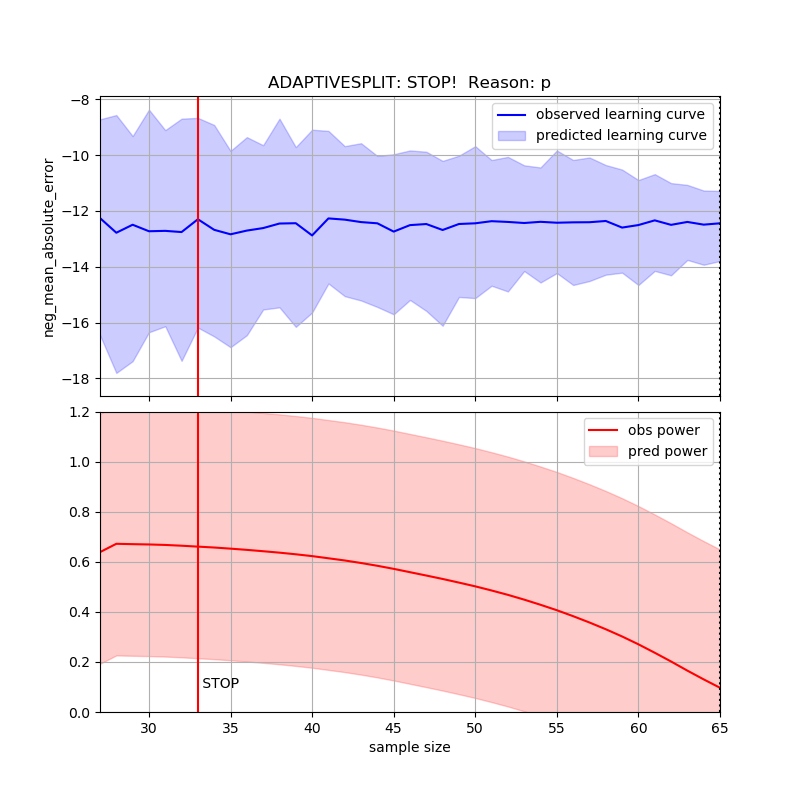 ADAPTIVESPLIT: STOP!  Reason: p
neg_mean_absolute_error
−8
−10
−12
−14
−16
−18
observed learning curve
predicted learning curve
1.2
1.0
0.8
0.6
0.4
0.2
0.0
obs power
pred power
STOP
30
35
40
45
50
55
60
65
sample size